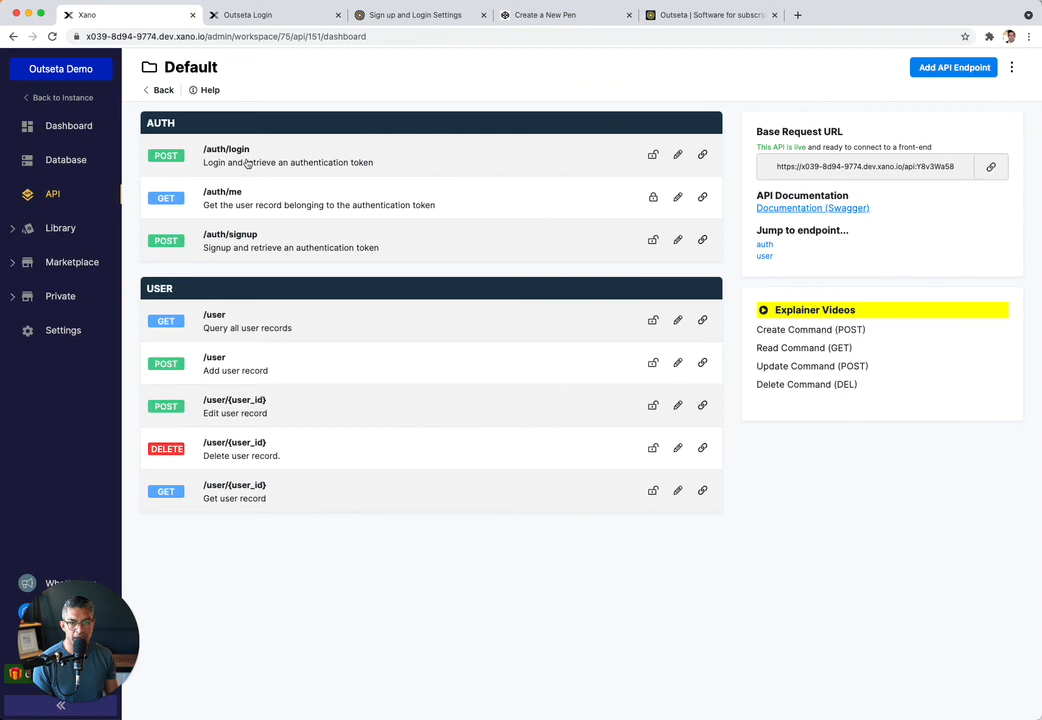 Xano
Outseta Login
Sign up and Login Settings
Create a New Pen
Outseta | Software for subscrip
x039-8d94-9774.dev.xano.io/admin/workspace/75/api/151/dashboard
Outseta Demo
Back to Instance
Dashboard
Database
API
Library
Marketplace
Private
Settings
Default
Back
Help
Add API Endpoint
AUTH
POST
/auth/login
Login and retrieve an authentication token
GET
/auth/me
Get the user record belonging to the authentication token
POST
/auth/signup
Signup and retrieve an authentication token
USER
GET
/user
Query all user records
POST
/user
Add user record
POST
/user/{user_id}
Edit user record
DELETE
/user/{user_id}
Delete user record.
GET
/user/{user_id}
Get user record
Base Request URL
This API is live and ready to connect to a front-end
https://x039-8d94-9774.dev.xano.io/api:Y8v3Wa58
API Documentation
Documentation (Swagger)
Jump to endpoint...
auth
user
Explainer Videos
Create Command (POST)
Read Command (GET)
Update Command (POST)
Delete Command (DEL)